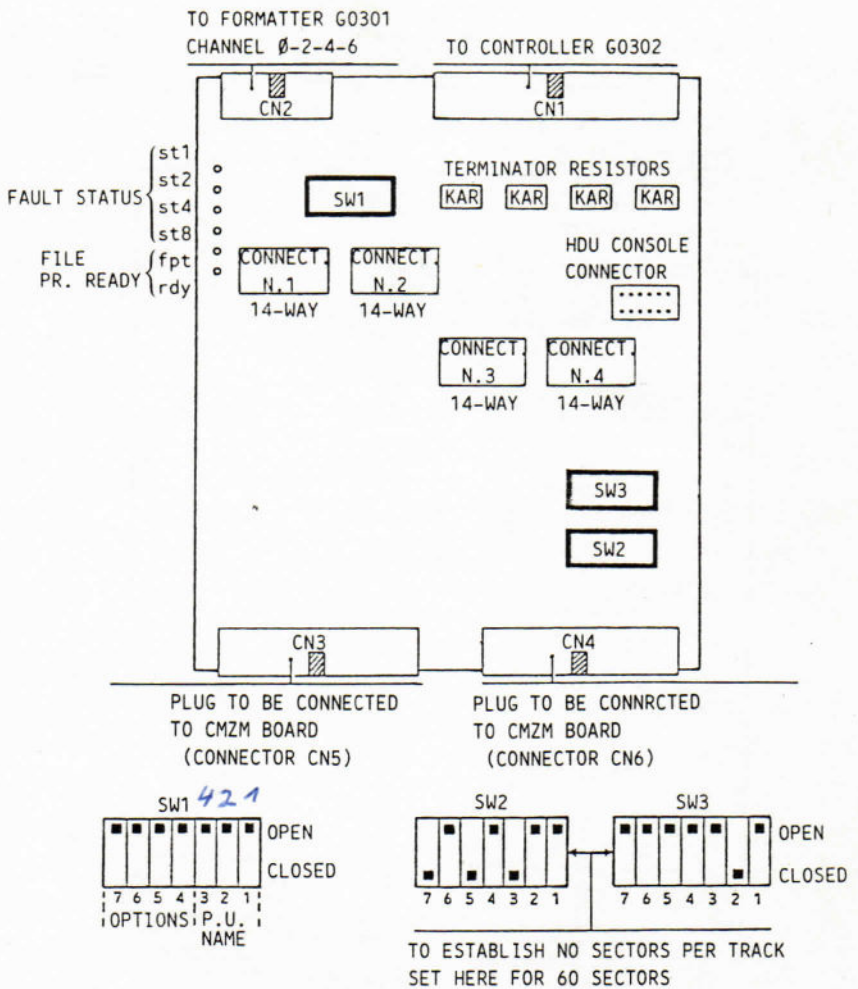 TO FORMATTER G0301
CHANNEL Ø-2-4-6
TO CONTROLLER G0302
CN2
CN1
FAULT STATUS
st1
st2
st4
st8
FILE
PR. READY
fpt
rdy
SW1
TERMINATOR RESISTORS
KAR KAR KAR KAR
HDU CONSOLE
CONNECTOR
CONNECT.
N.1
14-WAY
CONNECT.
N.2
14-WAY
CONNECT.
N.3
14-WAY
CONNECT.
N.4
14-WAY
SW3
SW2
CN3
CN4
PLUG TO BE CONNECTED
TO CMZM BOARD
(CONNECTOR CN5)
PLUG TO BE CONNRCTED
TO CMZM BOARD
(CONNECTOR CN6)
SW1 421
OPEN
CLOSED
7 6 5 4 3 2 1
OPTIONS P.U.
NAME
SW2
7 6 5 4 3 2 1
SW3
OPEN
CLOSED
7 6 5 4 3 2 1
TO ESTABLISH NO SECTORS PER TRACK
SET HERE FOR 60 SECTORS